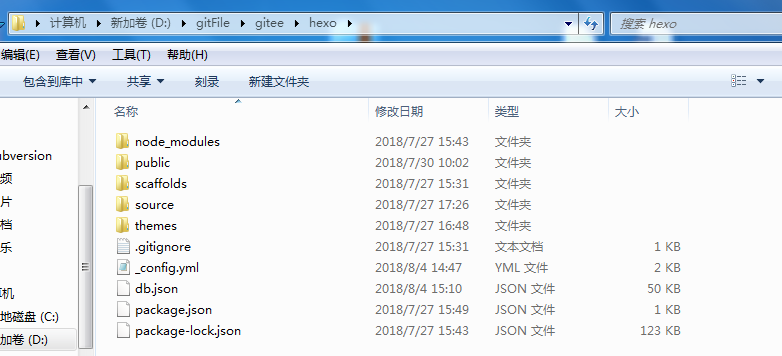 计算机 ▸ 新加卷 (D:) ▸ gitFile ▸ gitee ▸ hexo ▸ 搜索 hexo
编辑(E) 查看(V) 工具(T) 帮助(H)
包含到库中 共享 刻录 新建文件夹
名称 修改日期 类型 大小
node_modules 2018/7/27 15:43 文件夹
ubversion
public 2018/7/30 10:02 文件夹
频
scaffolds 2018/7/27 15:31 文件夹
片
source 2018/7/27 17:26 文件夹
档
themes 2018/7/27 16:48 文件夹
乐
.gitignore 2018/7/27 15:31 文本文档 1 KB
_config.yml 2018/8/4 14:47 YML 文件 2 KB
算机
db.json 2018/8/4 15:10 JSON 文件 50 KB
地磁盘 (C:)
package.json 2018/7/27 15:49 JSON 文件 1 KB
加卷 (D:)
package-lock.json 2018/7/27 15:43 JSON 文件 123 KB